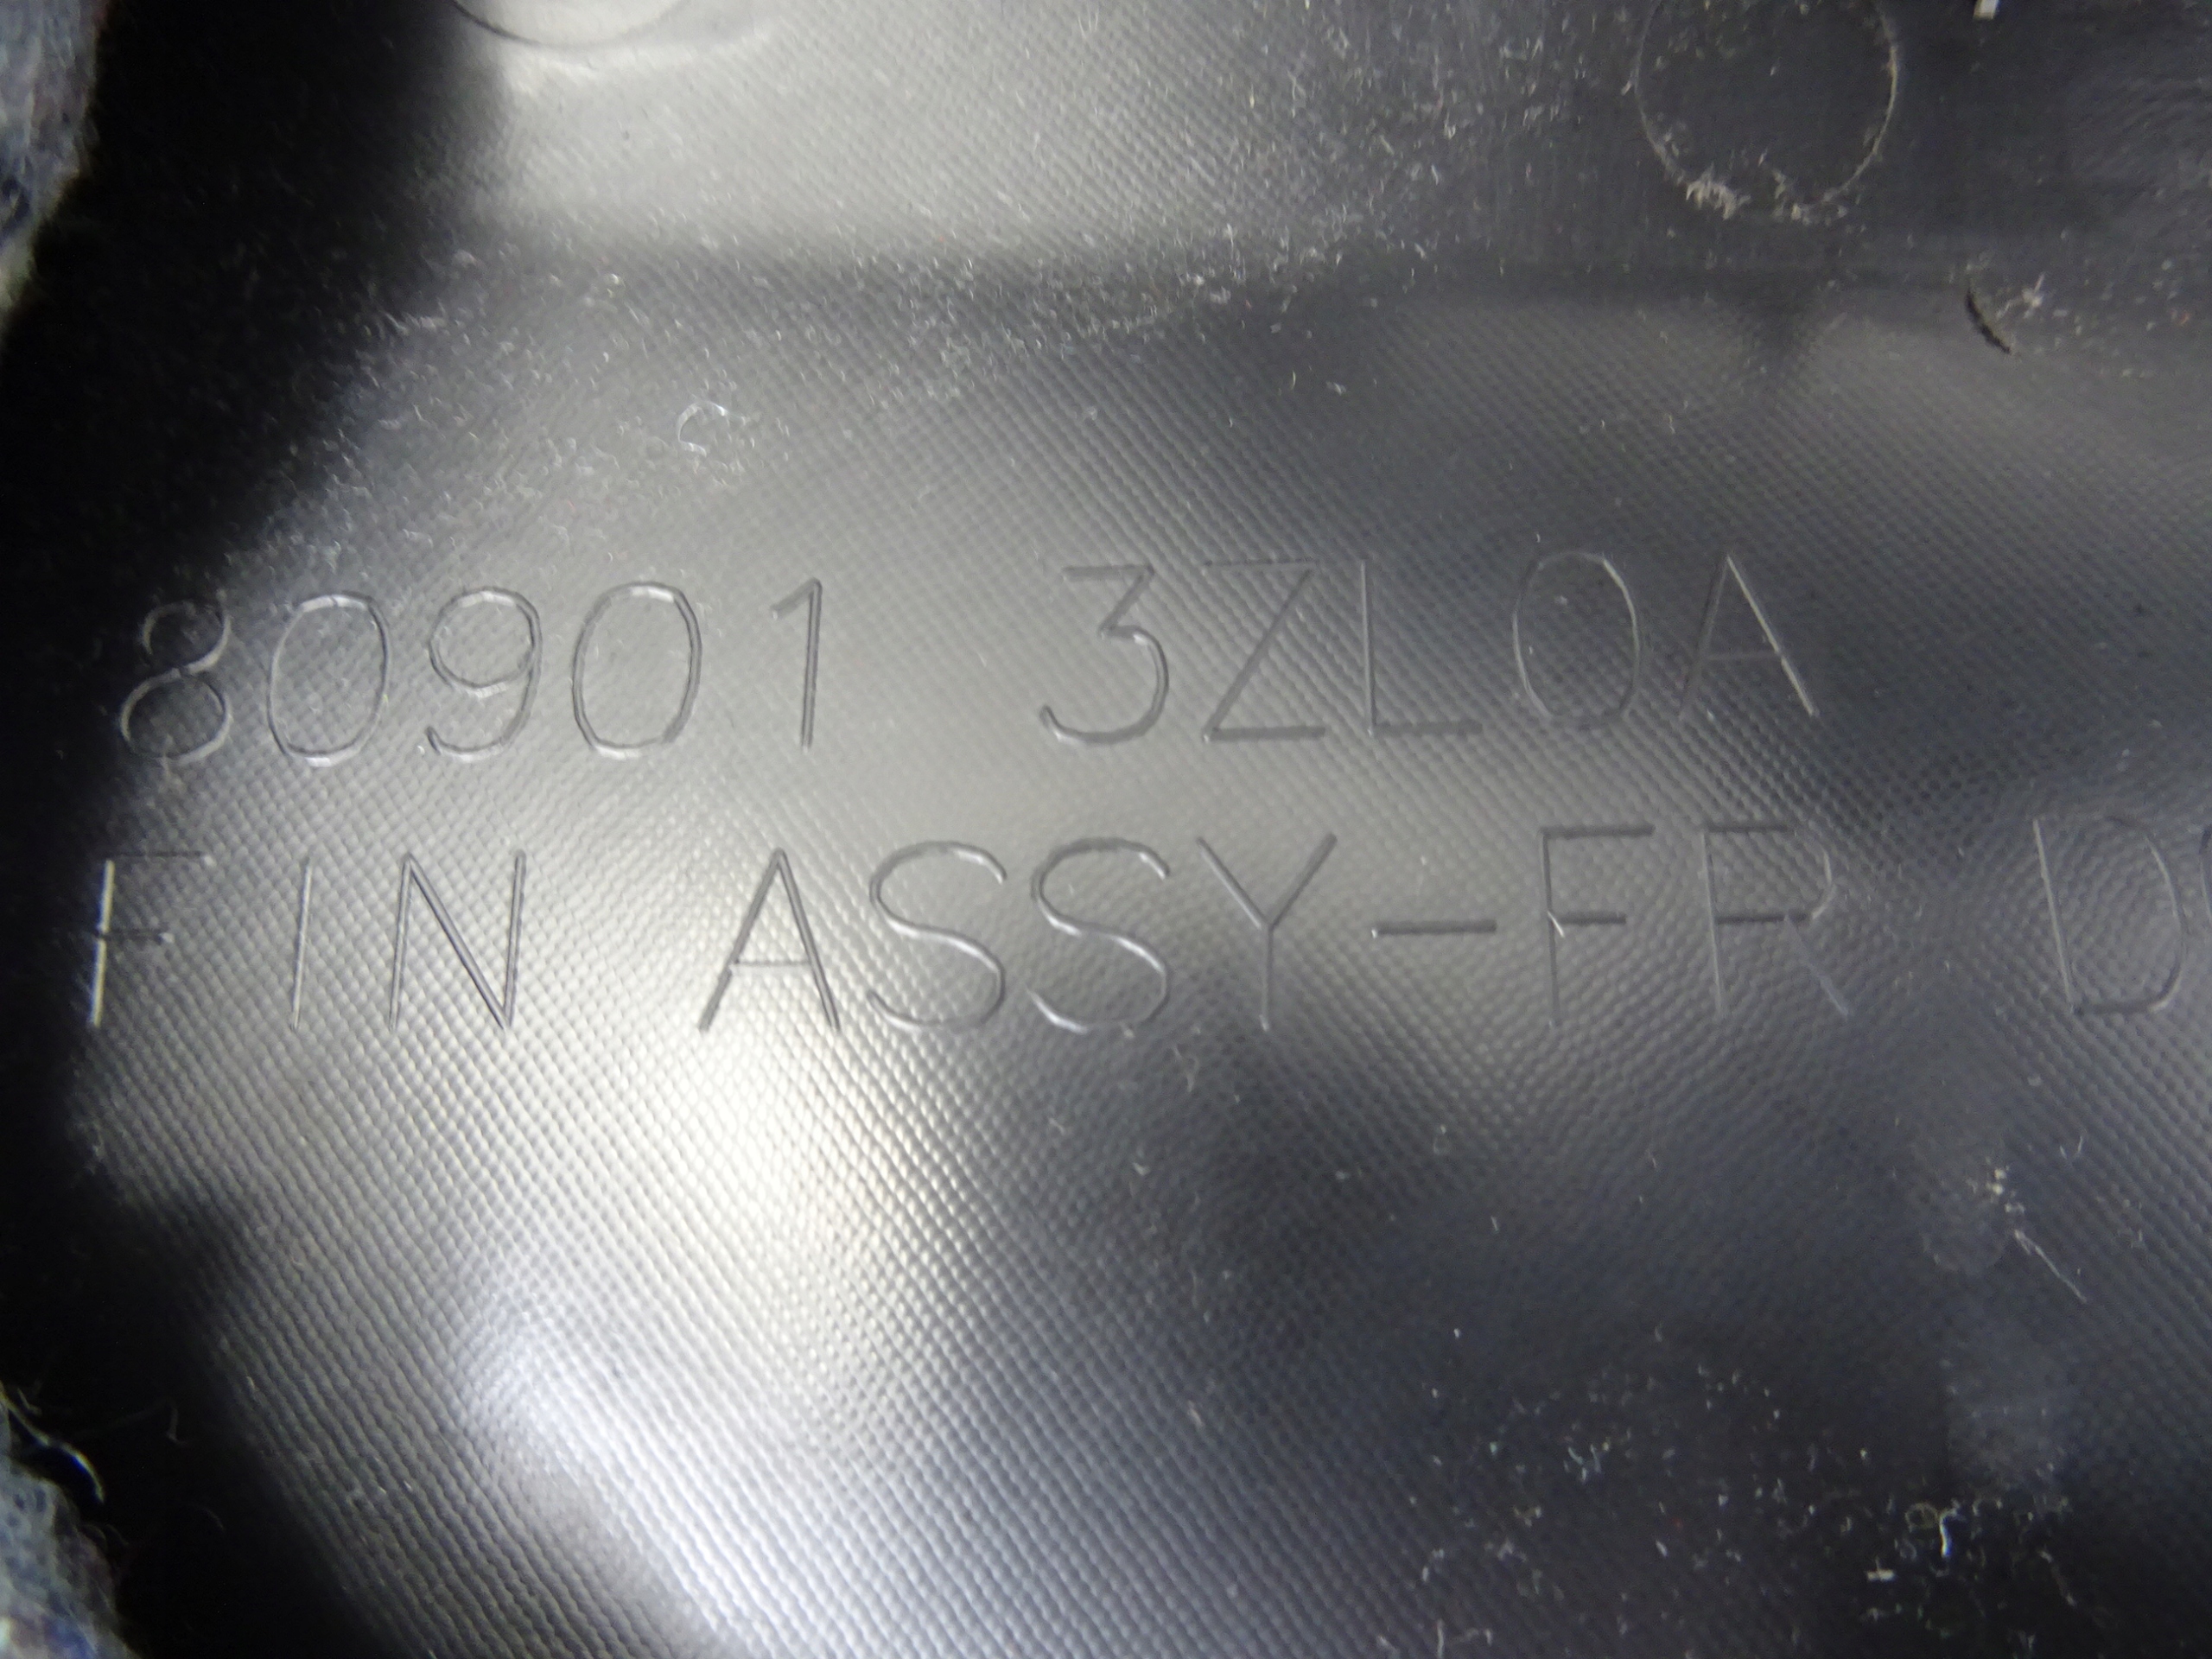 80901 3ZL0A
FIN ASSY-FR